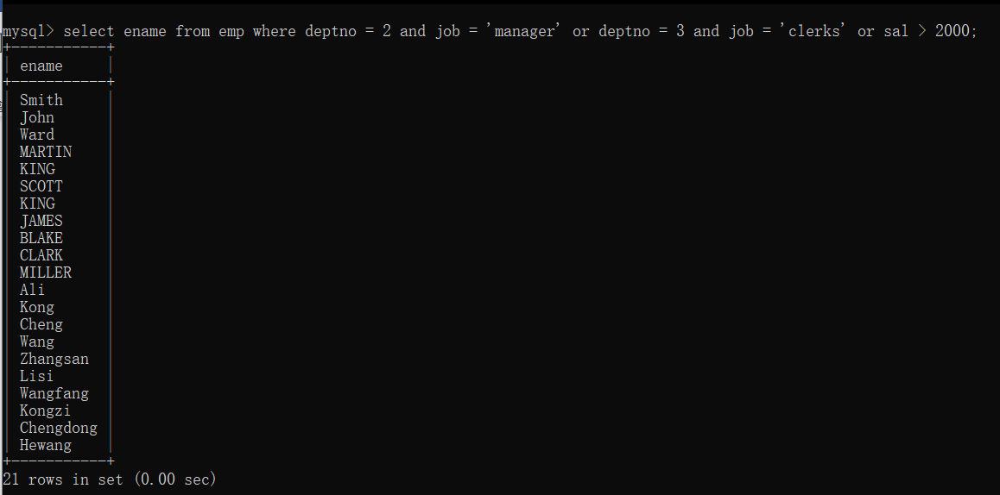 mysql> select ename from emp where deptno = 2 and job = 'manager' or deptno = 3 and job = 'clerks' or sal > 2000;
+-----------+
| ename     |
+-----------+
| Smith     |
| John      |
| Ward      |
| MARTIN    |
| KING      |
| SCOTT     |
| KING      |
| JAMES     |
| BLAKE     |
| CLARK     |
| MILLER    |
| Ali       |
| Kong      |
| Cheng     |
| Wang      |
| Zhangsan  |
| Lisi      |
| Wangfang  |
| Kongzi    |
| Chengdong |
| Hewang    |
+-----------+
21 rows in set (0.00 sec)